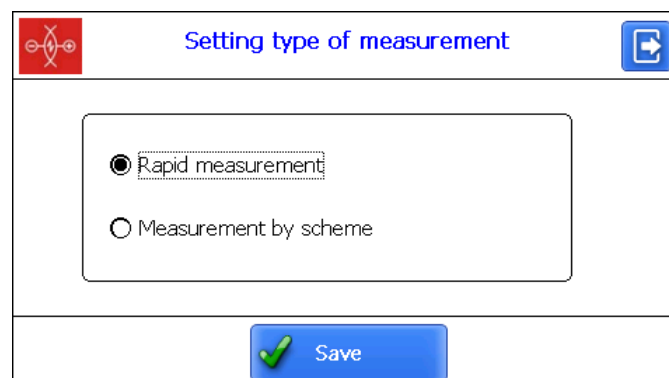 Setting type of measurement
Rapid measurement
Measurement by scheme
Save